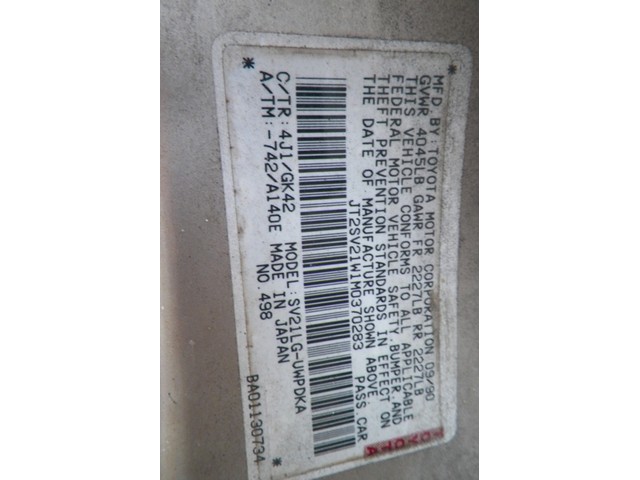 MFD.BY:TOYOTA MOTOR CORPORATION 09/90
GVWR 4045LB GAWR FR 2227LB RR 2227LB
THIS VEHICLE CONFORMS TO ALL APPLICABLE
FEDERAL MOTOR VEHICLE SAFETY,BUMPER,AND
THEFT PREVENTION STANDARDS IN EFFECT ON
THE DATE OF MANUFACTURE SHOWN ABOVE.
JT2SV21W1M0370283 PASS.CAR
C/TR: 4J1/GK42 MODEL:SV21LG-UWPDKA
A/TM:-742/A140E MADE IN JAPAN
NO.498
BA01130734
TOYOTA